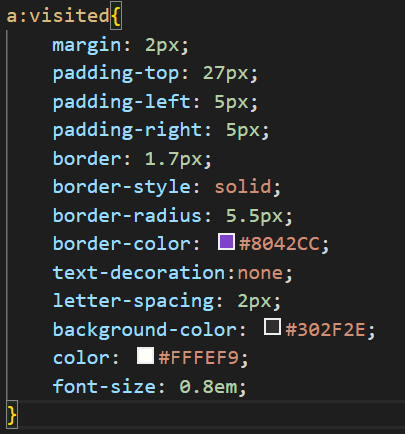 a:visited{
margin: 2px;
padding-top: 27px;
padding-left: 5px;
padding-right: 5px;
border: 1.7px;
border-style: solid;
border-radius: 5.5px;
border-color: #8042CC;
text-decoration:none;
letter-spacing: 2px;
background-color: #302F2E;
color: #FFFEF9;
font-size: 0.8em;
}